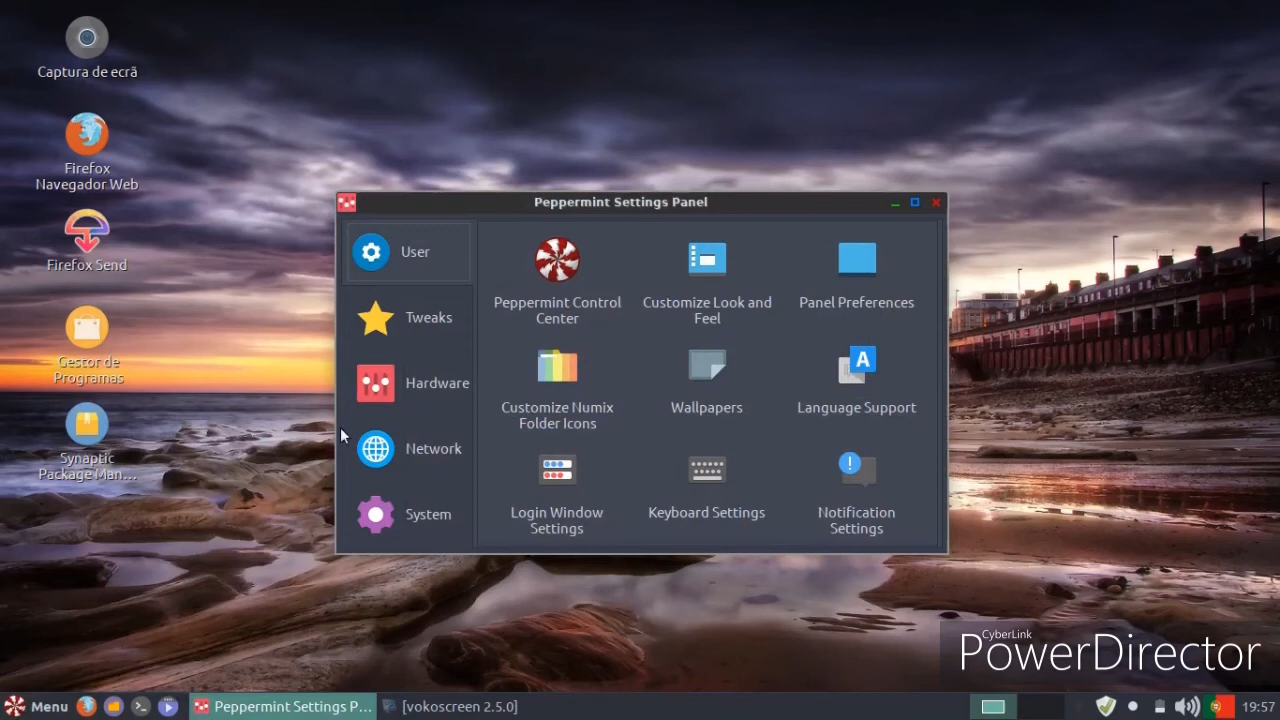 Captura de ecrã
Firefox
Navegador Web
Firefox Send
Gestor de
Programas
Synaptic
Package Man...
Peppermint Settings Panel
User
Tweaks
Hardware
Network
System
Peppermint Control
Center
Customize Look and
Feel
Panel Preferences
Customize Numix
Folder Icons
Wallpapers
A
Language Support
Login Window
Settings
Keyboard Settings
!
Notification
Settings
CyberLink
PowerDirector
Menu
Peppermint Settings P...
[vokoscreen 2.5.0]
19:57